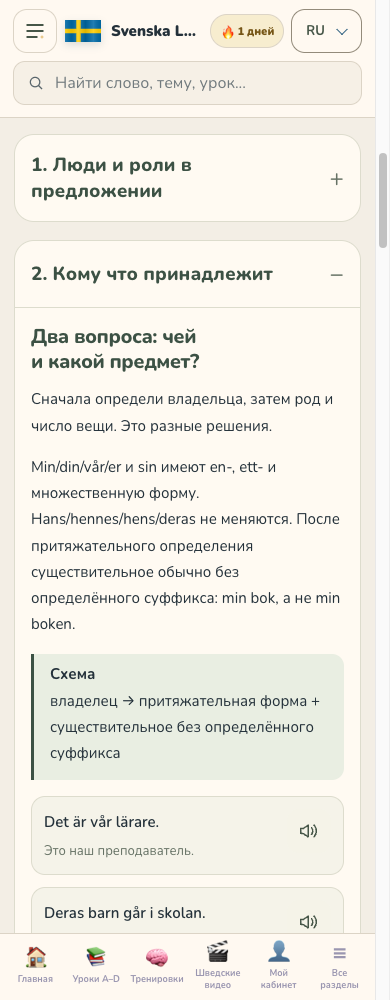 Svenska L...
🔥 1 дней
RU
Найти слово, тему, урок...
1. Люди и роли в
предложении
+
2. Кому что принадлежит
−
Два вопроса: чей
и какой предмет?
Сначала определи владельца, затем род и
число вещи. Это разные решения.
Min/din/vår/er и sin имеют en-, ett- и
множественную форму.
Hans/hennes/hens/deras не меняются. После
притяжательного определения
существительное обычно без
определённого суффикса: min bok, а не min
boken.
Схема
владелец → притяжательная форма +
существительное без определённого
суффикса
Det är vår lärare.
Это наш преподаватель.
Deras barn går i skolan.
Главная
Уроки A–D
Тренировки
Шведские
видео
Мой
кабинет
Все
разделы